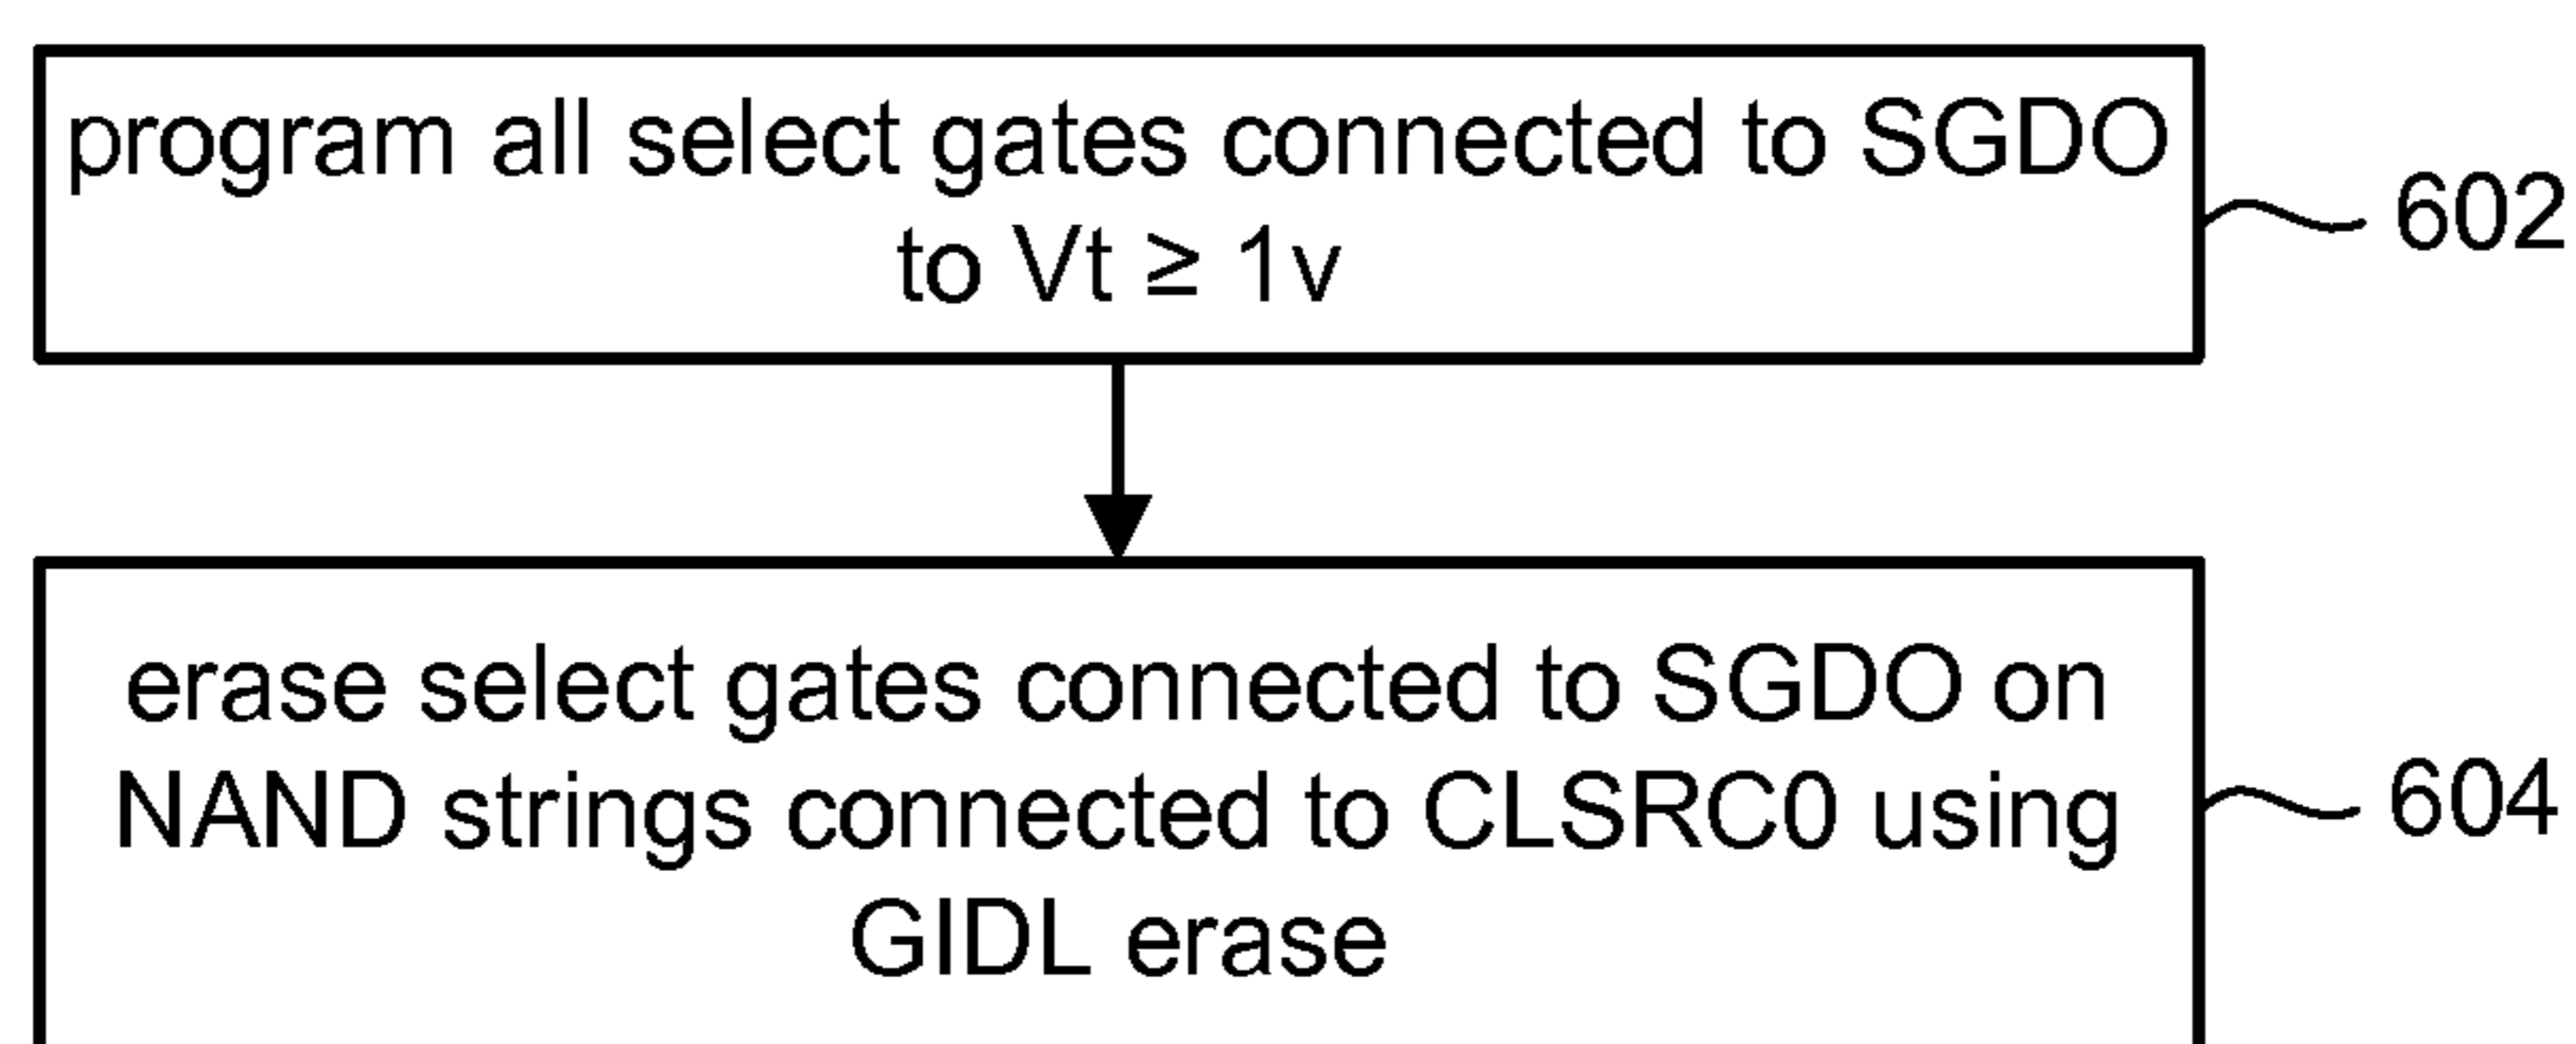 program all select gates connected to SGDO
to Vt ≥ 1v
602
erase select gates connected to SGDO on
NAND strings connected to CLSRC0 using
GIDL erase
604